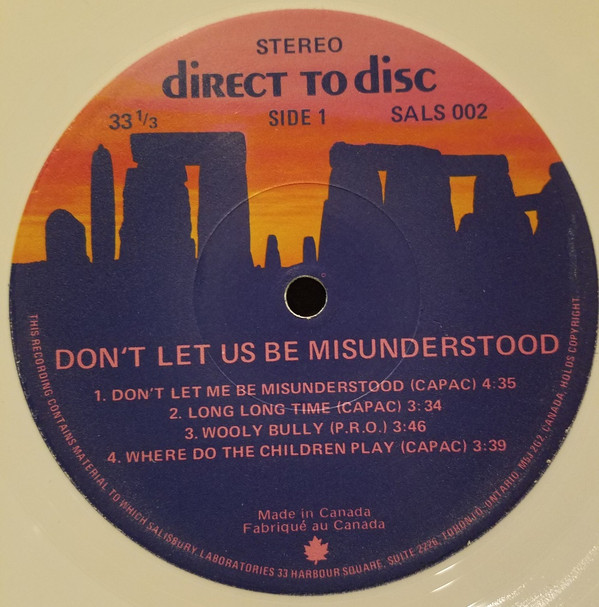 STEREO
diRECT TO disc
33 1/3 SIDE 1 SALS 002
DON'T LET US BE MISUNDERSTOOD
1. DON'T LET ME BE MISUNDERSTOOD (CAPAC) 4:35
2. LONG LONG TIME (CAPAC) 3:34
3. WOOLY BULLY (P.R.O.) 3:46
4. WHERE DO THE CHILDREN PLAY (CAPAC) 3:39
Made in Canada
Fabriqué au Canada
THIS RECORDING CONTAINS MATERIAL TO WHICH SALISBURY LABORATORIES 33 HARBOUR SQUARE, SUITE 2226, TORONTO, ONTARIO, M5J 2G2, CANADA, HOLDS COPYRIGHT.